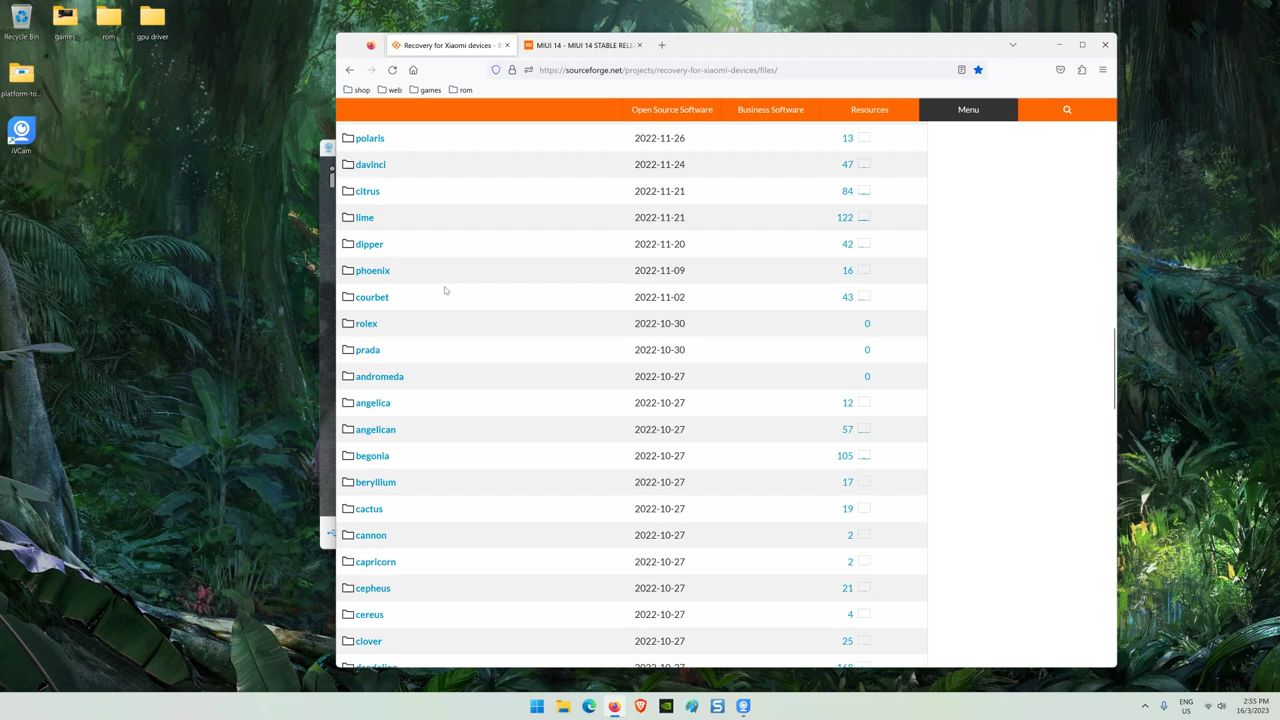 Recycle Bin
games
rom
gpu driver
platform-to...
iVCam
Recovery for Xiaomi devices - B
MIUI 14 - MIUI 14 STABLE RELE
https://sourceforge.net/projects/recovery-for-xiaomi-devices/files/
shop web games rom
Open Source Software Business Software Resources Menu
polaris 2022-11-26 13
davinci 2022-11-24 47
citrus 2022-11-21 84
lime 2022-11-21 122
dipper 2022-11-20 42
phoenix 2022-11-09 16
courbet 2022-11-02 43
rolex 2022-10-30 0
prada 2022-10-30 0
andromeda 2022-10-27 0
angelica 2022-10-27 12
angelican 2022-10-27 57
begonia 2022-10-27 105
beryllium 2022-10-27 17
cactus 2022-10-27 19
cannon 2022-10-27 2
capricorn 2022-10-27 2
cepheus 2022-10-27 21
cereus 2022-10-27 4
clover 2022-10-27 25
dandelion 2022-10-27 168
ENG
US
2:55 PM
16/3/2023